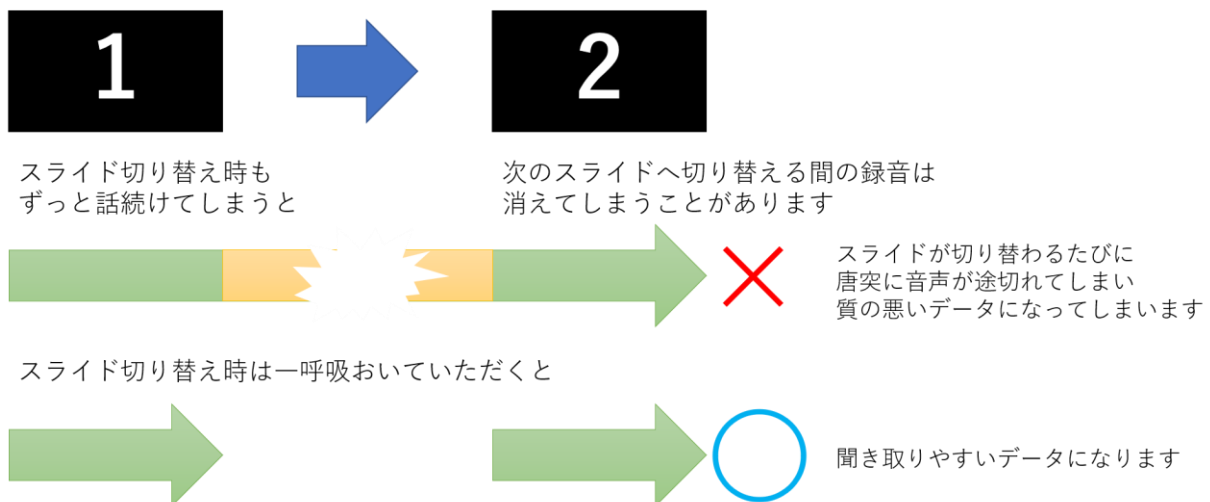 1
2
スライド切り替え時も
ずっと話続けてしまうと
次のスライドへ切り替える間の録音は
消えてしまうことがあります
スライドが切り替わるたびに
唐突に音声が途切れてしまい
質の悪いデータになってしまいます
スライド切り替え時は一呼吸おいていただくと
聞き取りやすいデータになります